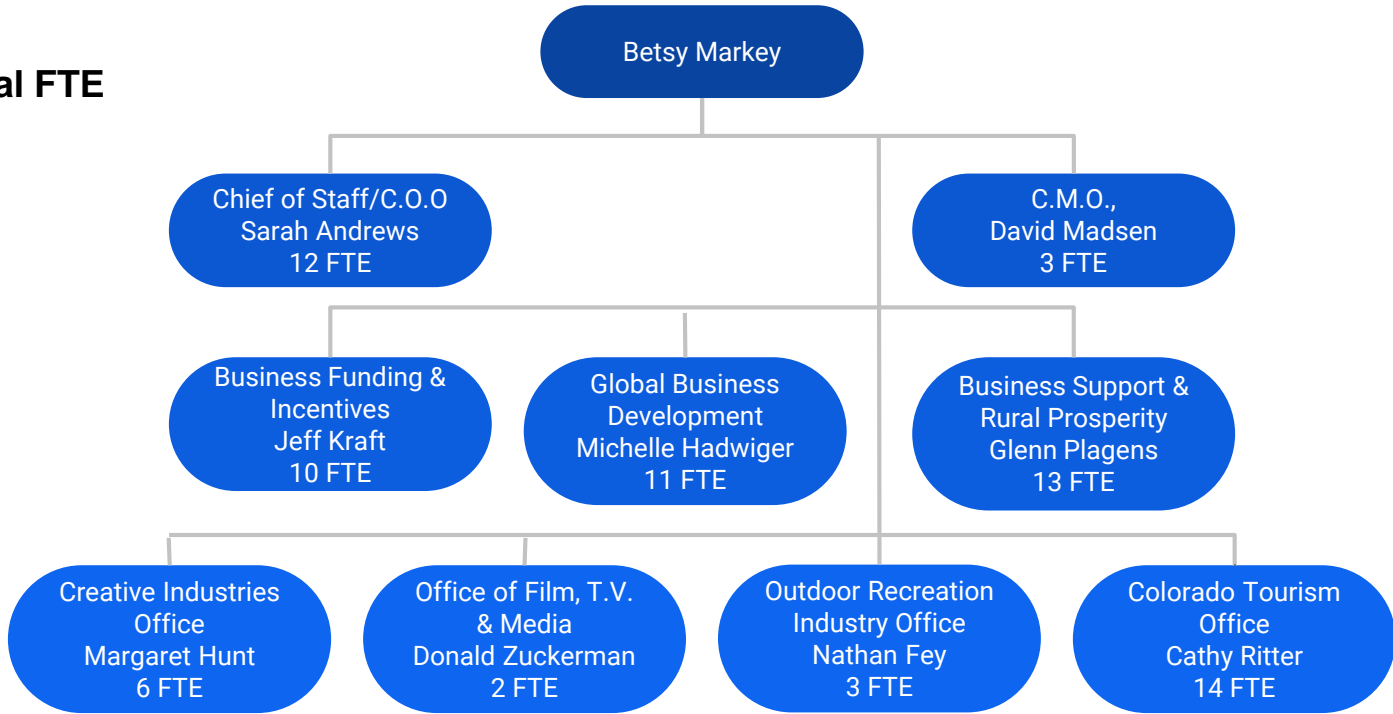 Betsy Markey
al FTE
Chief of Staff/C.O.O
Sarah Andrews
12 FTE
C.M.O.,
David Madsen
3 FTE
Business Funding &
Incentives
Jeff Kraft
10 FTE
Global Business
Development
Michelle Hadwiger
11 FTE
Business Support &
Rural Prosperity
Glenn Plagens
13 FTE
Creative Industries
Office
Margaret Hunt
6 FTE
Office of Film, T.V.
& Media
Donald Zuckerman
2 FTE
Outdoor Recreation
Industry Office
Nathan Fey
3 FTE
Colorado Tourism
Office
Cathy Ritter
14 FTE